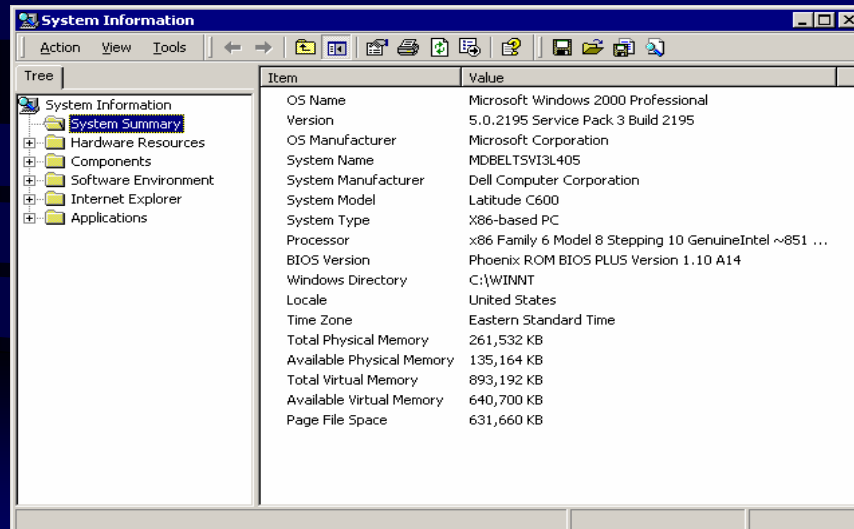 System Information
Action View Tools
Tree
System Information
System Summary
Hardware Resources
Components
Software Environment
Internet Explorer
Applications
Item Value
OS Name Microsoft Windows 2000 Professional
Version 5.0.2195 Service Pack 3 Build 2195
OS Manufacturer Microsoft Corporation
System Name MDBELTSVI3L405
System Manufacturer Dell Computer Corporation
System Model Latitude C600
System Type X86-based PC
Processor x86 Family 6 Model 8 Stepping 10 GenuineIntel ~851 ...
BIOS Version Phoenix ROM BIOS PLUS Version 1.10 A14
Windows Directory C:\WINNT
Locale United States
Time Zone Eastern Standard Time
Total Physical Memory 261,532 KB
Available Physical Memory 135,164 KB
Total Virtual Memory 893,192 KB
Available Virtual Memory 640,700 KB
Page File Space 631,660 KB